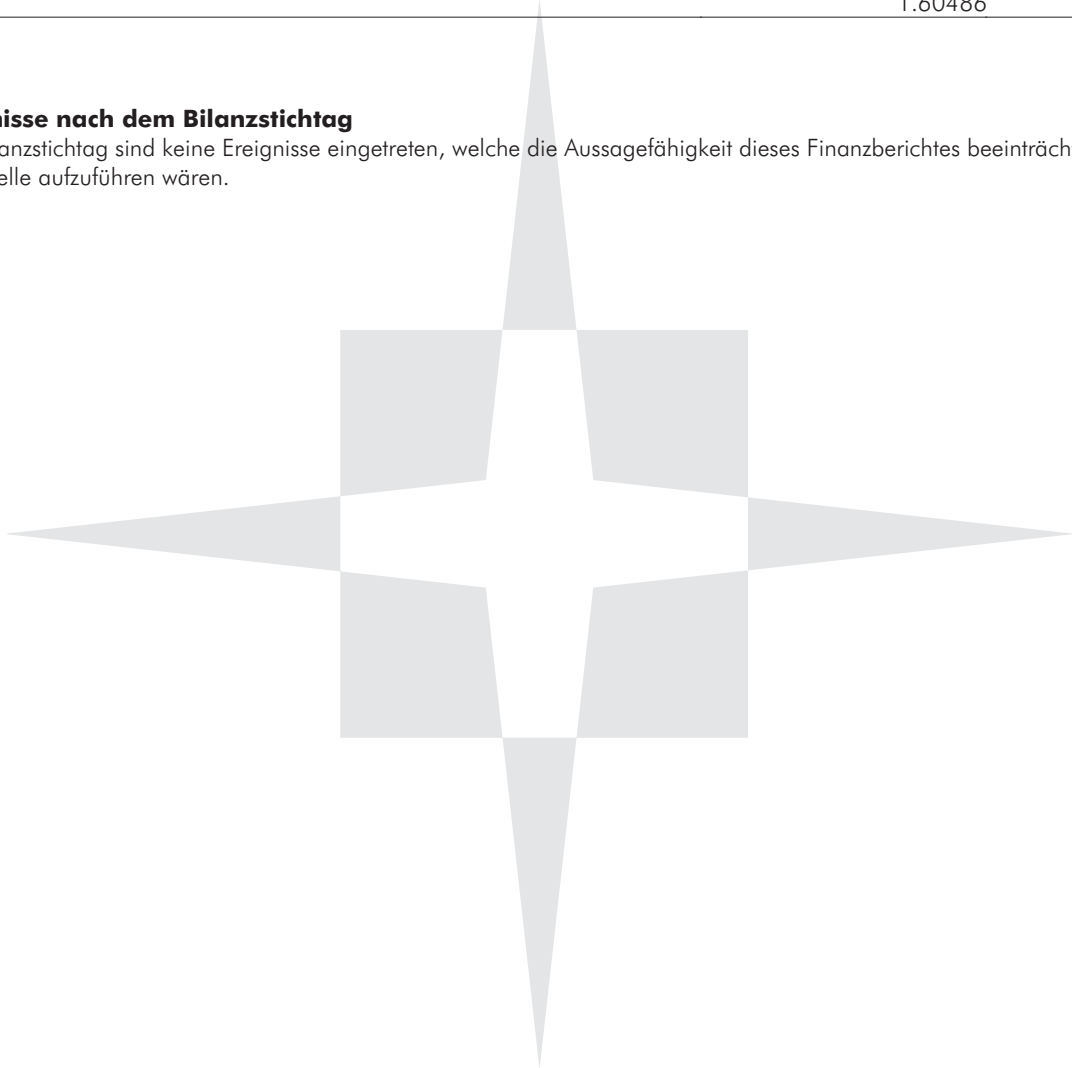 1.60486
nisse nach dem Bilanzstichtag
anzstichtag sind keine Ereignisse eingetreten, welche die Aussagefähigkeit dieses Finanzberichtes beeinträch
elle aufzuführen wären.